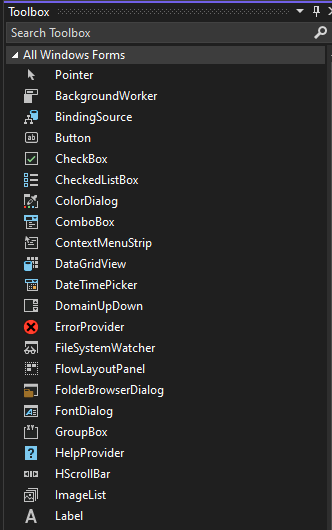 Toolbox
Search Toolbox
All Windows Forms
Pointer
BackgroundWorker
BindingSource
ab Button
CheckBox
CheckedListBox
ColorDialog
ComboBox
ContextMenuStrip
DataGridView
DateTimePicker
DomainUpDown
ErrorProvider
FileSystemWatcher
FlowLayoutPanel
FolderBrowserDialog
FontDialog
GroupBox
HelpProvider
HScrollBar
ImageList
A Label